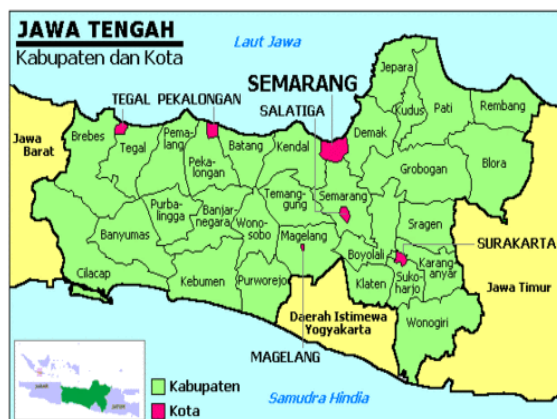 JAWA TENGAH
Kabupaten dan Kota
Laut Jawa
SEMARANG
TEGAL
PEKALONGAN
SALATIGA
Jepara
Kudus
Pati
Rembang
Demak
Blora
Grobogan
Jawa
Barat
Brebes
Tegal
Pema-
lang
Peka-
longan
Batang
Kendal
Semarang
Temang-
gung
Purba-
lingga
Banjar-
negara
Wono-
sobo
Banyumas
Magelang
Sragen
SURAKARTA
Boyolali
Karang-
anyar
Suko-
harjo
Klaten
Cilacap
Kebumen
Purworejo
Jawa Timur
Daerah Istimewa
Yogyakarta
Wonogiri
MAGELANG
Kabupaten
Kota
Samudra Hindia